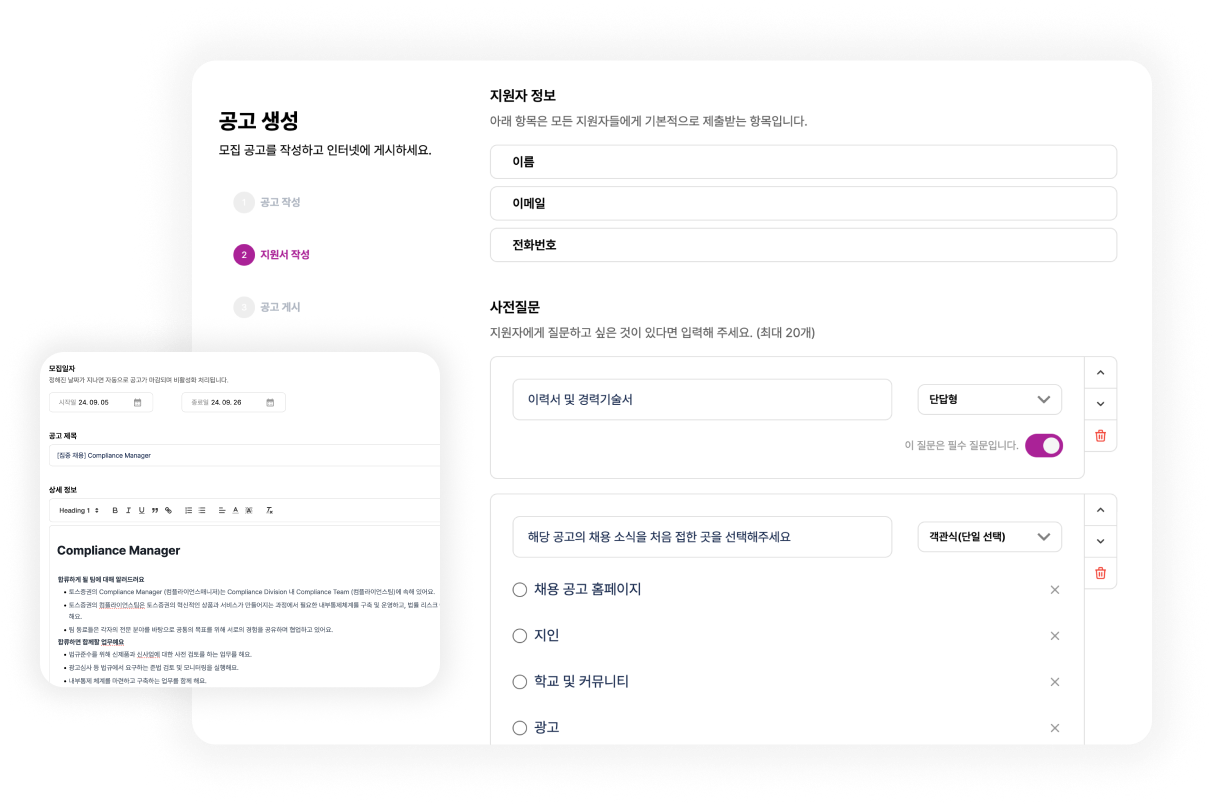 공고 생성
모집 공고를 작성하고 인터넷에 게시하세요.
1 공고 작성
2 지원서 작성
3 공고 게시
지원자 정보
아래 항목은 모든 지원자들에게 기본적으로 제출받는 항목입니다.
이름
이메일
전화번호
사전질문
지원자에게 질문하고 싶은 것이 있다면 입력해 주세요. (최대 20개)
이력서 및 경력기술서
단답형
이 질문은 필수 질문입니다.
해당 공고의 채용 소식을 처음 접한 곳을 선택해주세요
객관식(단일 선택)
채용 공고 홈페이지
지인
학교 및 커뮤니티
광고
모집일자
정해진 날짜가 지나면 자동으로 공고가 마감되며 비활성화 처리됩니다.
시작일 24. 09. 05
종료일 24. 09. 26
공고 제목
[집중 채용] Compliance Manager
상세 정보
Heading 1 B I U A
Compliance Manager
합류하게 될 팀에 대해 알려드려요
• 토스증권의 Compliance Manager (컴플라이언스매니저)는 Compliance Division 내 Compliance Team (컴플라이언스팀)에 속해 있어요.
• 토스증권의 컴플라이언스팀은 토스증권의 혁신적인 상품과 서비스가 만들어지는 과정에서 필요한 내부통제체계를 구축 및 운영하고, 법률 리스크
해요.
• 팀 동료들은 각자의 전문 분야를 바탕으로 공통의 목표를 위해 서로의 경험을 공유하며 협업하고 있어요.
합류하면 함께할 업무예요
• 법규준수를 위해 신제품과 신사업에 대한 사전 검토를 하는 업무를 해요.
• 광고심사 등 법규에서 요구하는 준법 검토 및 모니터링을 실행해요.
• 내부통제 체계를 마련하고 구축하는 업무를 함께 해요.